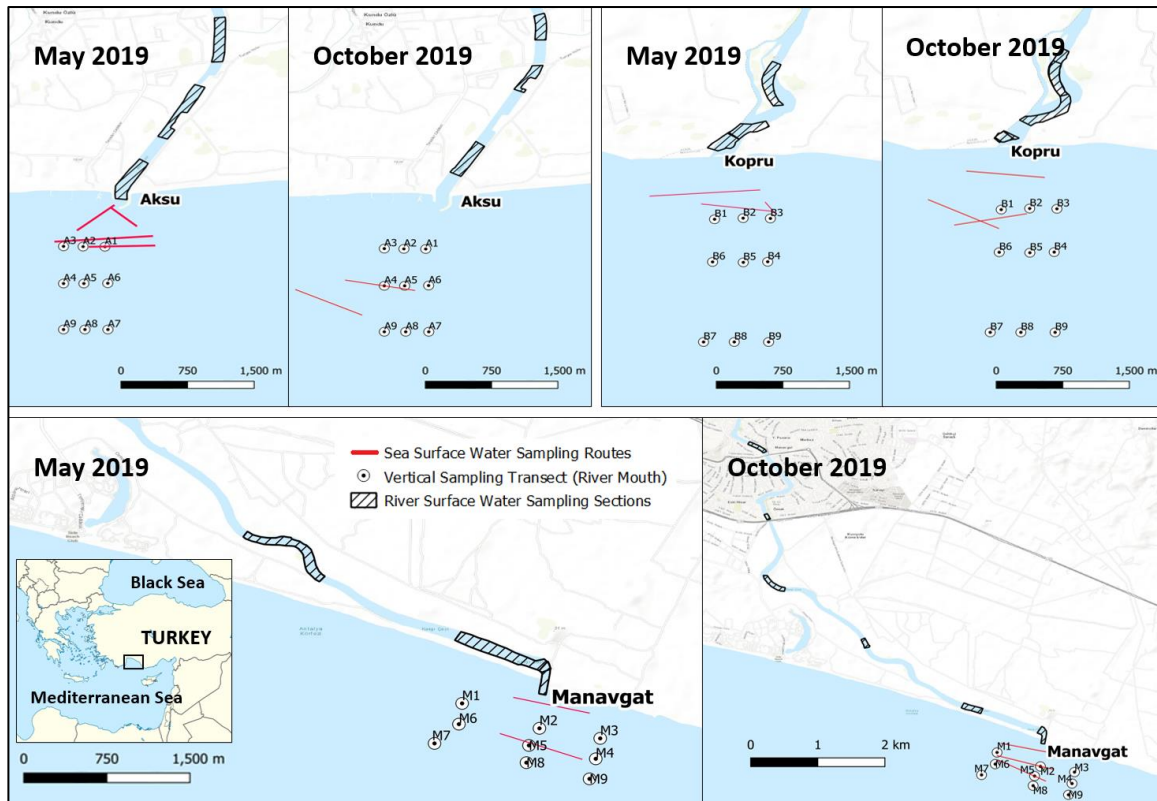 May 2019
Kundu
Aksu
A3 A2 A1
A4 A5 A6
A9 A8 A7
0 750 1,500 m
October 2019
Kundu
Aksu
A3 A2 A1
A4 A5 A6
A9 A8 A7
0 750 1,500 m
May 2019
Kopru
B1 B2 B3
B6 B5 B4
B7 B8 B9
0 750 1,500 m
October 2019
Kopru
B1 B2 B3
B6 B5 B4
B7 B8 B9
0 750 1,500 m
May 2019
Sea Surface Water Sampling Routes
Vertical Sampling Transect (River Mouth)
River Surface Water Sampling Sections
Black Sea
TURKEY
Mediterranean Sea
Manavgat
M1
M2
M3
M6
M5
M4
M7
M8
M9
0 750 1,500 m
October 2019
0 1 2 km
Manavgat
M1
M2
M3
M6
M5
M4
M7
M8
M9